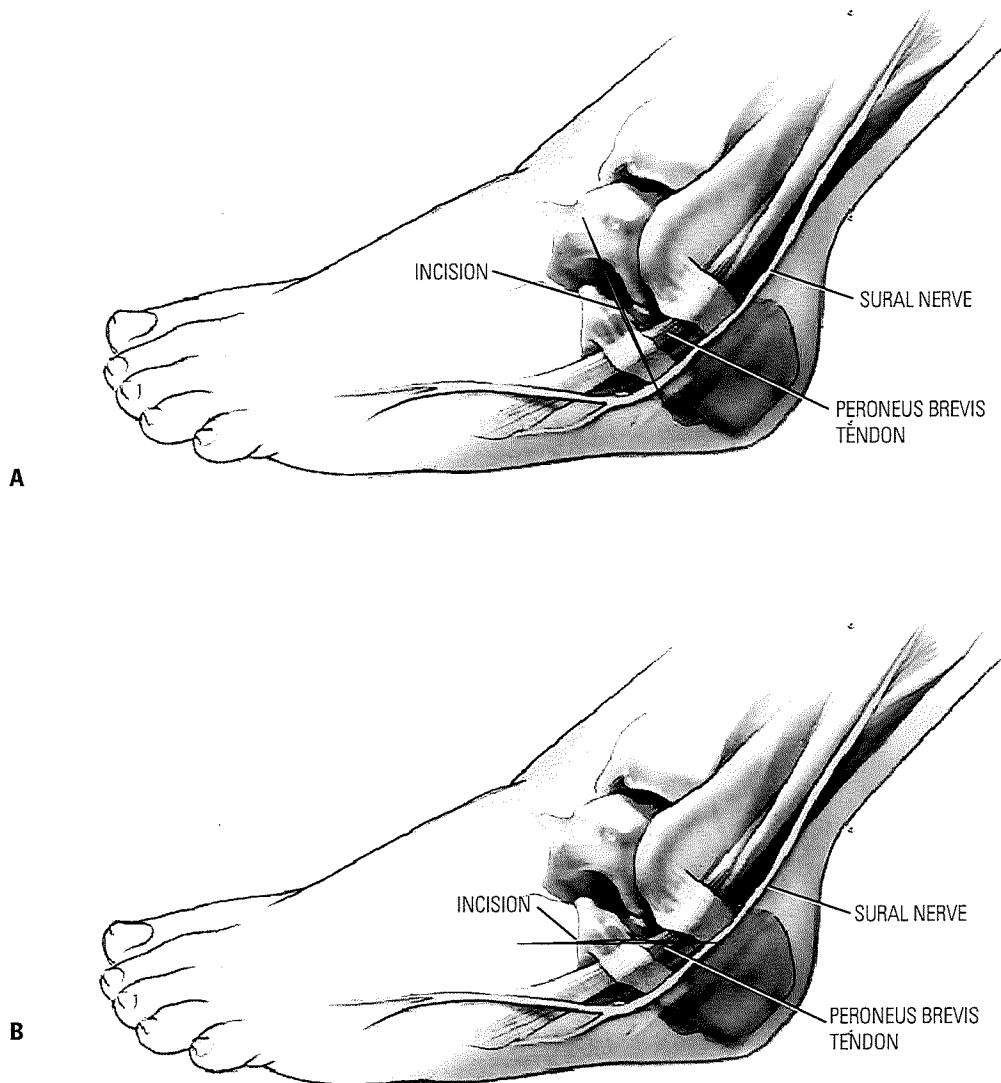 INCISION
SURAL NERVE
PERONEUS BREVIS
TENDON
A
INCISION
SURAL NERVE
PERONEUS BREVIS
TENDON
B